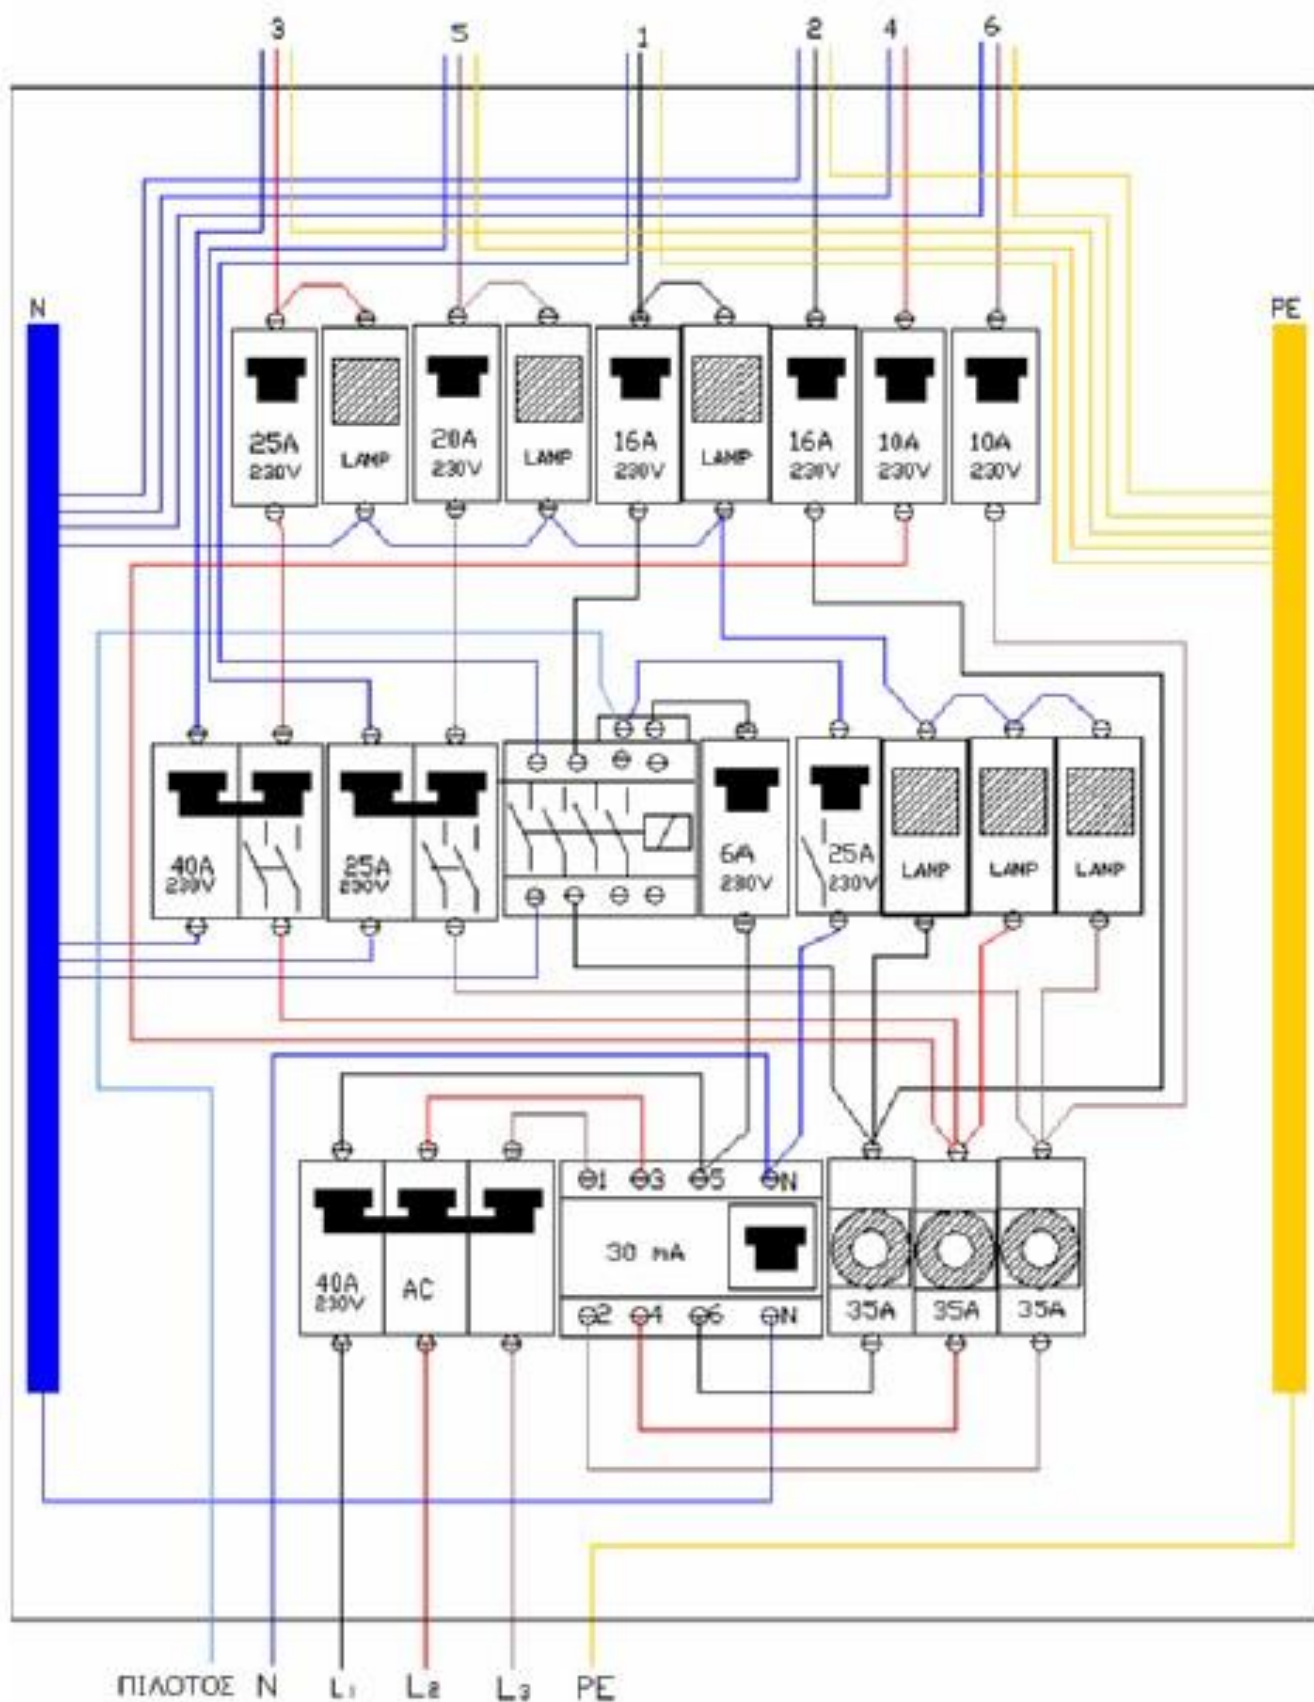 3 5 1 2 4 6
N PE
25A 230V LAMP 20A 230V LAMP 16A 230V LAMP 16A 230V 10A 230V 10A 230V
40A 230V 25A 230V 6A 230V 25A 230V LAMP LAMP LAMP
1 3 5 N
40A 230V AC 30 mA
2 4 6 N 35A 35A 35A
ΠΙΛΟΤΟΣ N L1 L2 L3 PE